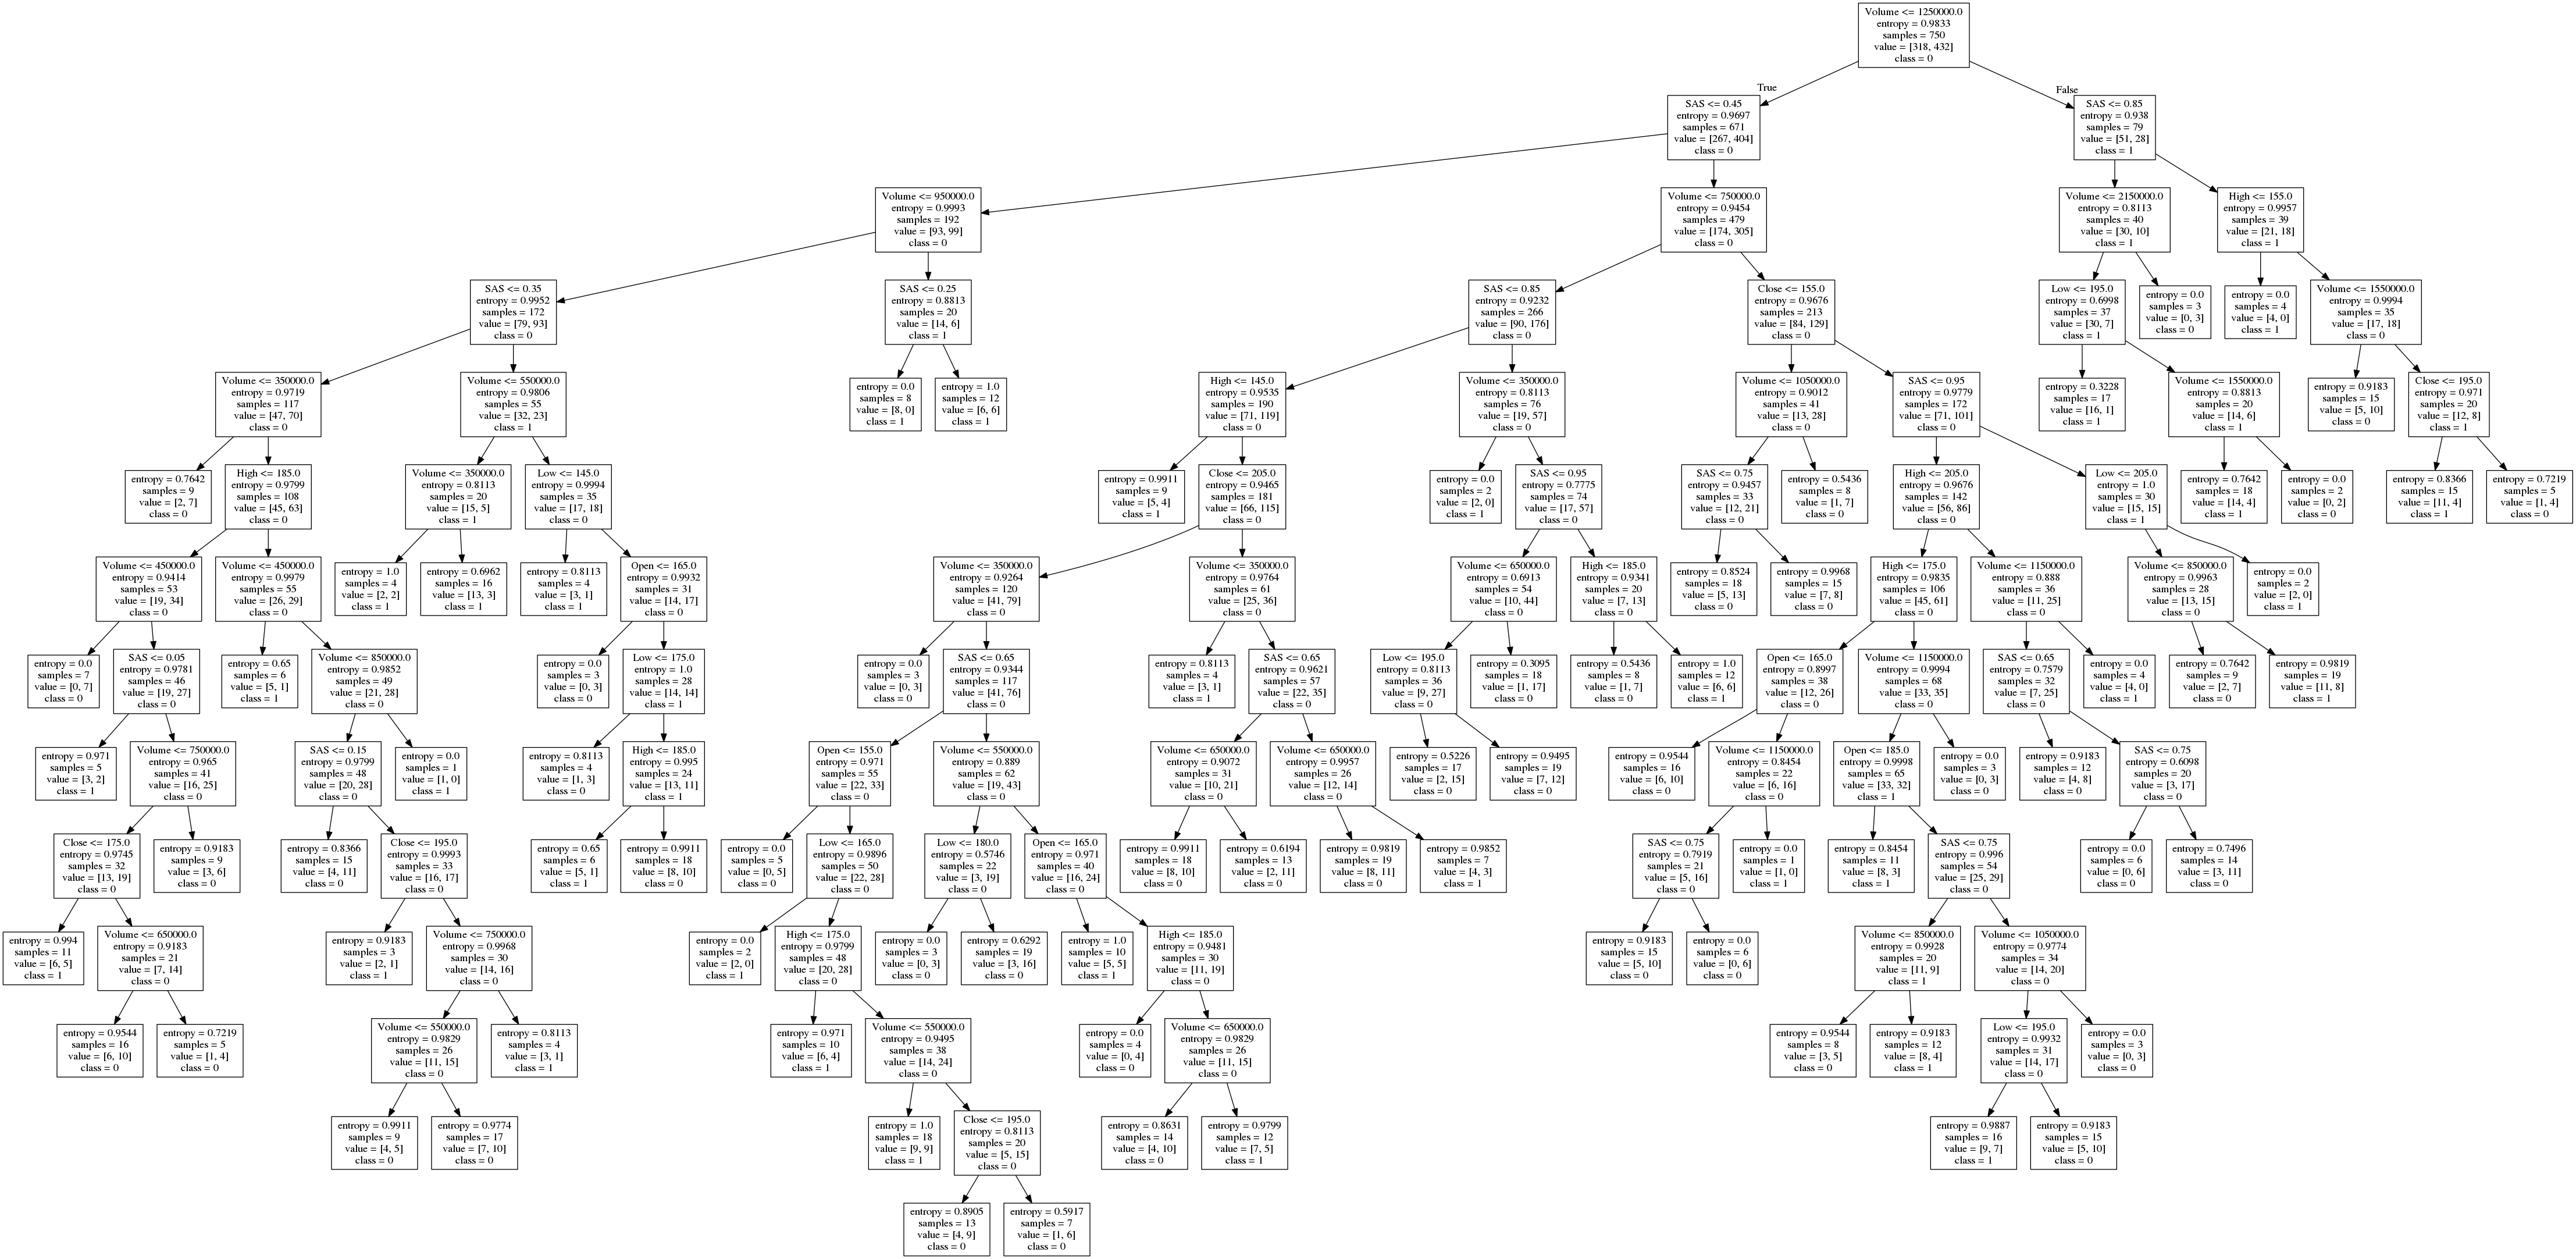 Volume <= 1250000.0
entropy = 0.9833
samples = 750
value = [318, 432]
class = 0
True
False
SAS <= 0.45
entropy = 0.9697
samples = 671
value = [267, 404]
class = 0
SAS <= 0.85
entropy = 0.938
samples = 79
value = [51, 28]
class = 1
Volume <= 950000.0
entropy = 0.9993
samples = 192
value = [93, 99]
class = 0
Volume <= 750000.0
entropy = 0.9454
samples = 479
value = [174, 305]
class = 0
Volume <= 2150000.0
entropy = 0.8113
samples = 40
value = [30, 10]
class = 1
High <= 155.0
entropy = 0.9957
samples = 39
value = [21, 18]
class = 1
SAS <= 0.35
entropy = 0.9952
samples = 172
value = [79, 93]
class = 0
SAS <= 0.25
entropy = 0.8813
samples = 20
value = [14, 6]
class = 1
SAS <= 0.85
entropy = 0.9232
samples = 266
value = [90, 176]
class = 0
Close <= 155.0
entropy = 0.9676
samples = 213
value = [84, 129]
class = 0
Low <= 195.0
entropy = 0.6998
samples = 37
value = [30, 7]
class = 1
entropy = 0.0
samples = 3
value = [0, 3]
class = 0
entropy = 0.0
samples = 4
value = [4, 0]
class = 1
Volume <= 1550000.0
entropy = 0.9994
samples = 35
value = [17, 18]
class = 0
Volume <= 350000.0
entropy = 0.9719
samples = 117
value = [47, 70]
class = 0
Volume <= 550000.0
entropy = 0.9806
samples = 55
value = [32, 23]
class = 1
entropy = 0.0
samples = 8
value = [8, 0]
class = 1
entropy = 1.0
samples = 12
value = [6, 6]
class = 1
High <= 145.0
entropy = 0.9535
samples = 190
value = [71, 119]
class = 0
Volume <= 350000.0
entropy = 0.8113
samples = 76
value = [19, 57]
class = 0
Volume <= 1050000.0
entropy = 0.9012
samples = 41
value = [13, 28]
class = 0
SAS <= 0.95
entropy = 0.9779
samples = 172
value = [71, 101]
class = 0
entropy = 0.3228
samples = 17
value = [16, 1]
class = 1
Volume <= 1550000.0
entropy = 0.8813
samples = 20
value = [14, 6]
class = 1
entropy = 0.9183
samples = 15
value = [5, 10]
class = 0
Close <= 195.0
entropy = 0.971
samples = 20
value = [12, 8]
class = 1
entropy = 0.7642
samples = 9
value = [2, 7]
class = 0
High <= 185.0
entropy = 0.9799
samples = 108
value = [45, 63]
class = 0
Volume <= 350000.0
entropy = 0.8113
samples = 20
value = [15, 5]
class = 1
Low <= 145.0
entropy = 0.9994
samples = 35
value = [17, 18]
class = 0
entropy = 0.9911
samples = 9
value = [5, 4]
class = 1
Close <= 205.0
entropy = 0.9465
samples = 181
value = [66, 115]
class = 0
entropy = 0.0
samples = 2
value = [2, 0]
class = 1
SAS <= 0.95
entropy = 0.7775
samples = 74
value = [17, 57]
class = 0
SAS <= 0.75
entropy = 0.9457
samples = 33
value = [12, 21]
class = 0
entropy = 0.5436
samples = 8
value = [1, 7]
class = 0
High <= 205.0
entropy = 0.9676
samples = 142
value = [56, 86]
class = 0
Low <= 205.0
entropy = 1.0
samples = 30
value = [15, 15]
class = 1
entropy = 0.7642
samples = 18
value = [14, 4]
class = 1
entropy = 0.0
samples = 2
value = [0, 2]
class = 0
entropy = 0.8366
samples = 15
value = [11, 4]
class = 1
entropy = 0.7219
samples = 5
value = [1, 4]
class = 0
Volume <= 450000.0
entropy = 0.9414
samples = 53
value = [19, 34]
class = 0
Volume <= 450000.0
entropy = 0.9979
samples = 55
value = [26, 29]
class = 0
entropy = 1.0
samples = 4
value = [2, 2]
class = 1
entropy = 0.6962
samples = 16
value = [13, 3]
class = 1
entropy = 0.8113
samples = 4
value = [3, 1]
class = 1
Open <= 165.0
entropy = 0.9932
samples = 31
value = [14, 17]
class = 0
Volume <= 350000.0
entropy = 0.9264
samples = 120
value = [41, 79]
class = 0
Volume <= 350000.0
entropy = 0.9764
samples = 61
value = [25, 36]
class = 0
Volume <= 650000.0
entropy = 0.6913
samples = 54
value = [10, 44]
class = 0
High <= 185.0
entropy = 0.9341
samples = 20
value = [7, 13]
class = 0
entropy = 0.8524
samples = 18
value = [5, 13]
class = 0
entropy = 0.9968
samples = 15
value = [7, 8]
class = 0
High <= 175.0
entropy = 0.9835
samples = 106
value = [45, 61]
class = 0
Volume <= 1150000.0
entropy = 0.888
samples = 36
value = [11, 25]
class = 0
Volume <= 850000.0
entropy = 0.9963
samples = 28
value = [13, 15]
class = 0
entropy = 0.0
samples = 2
value = [2, 0]
class = 1
entropy = 0.0
samples = 7
value = [0, 7]
class = 0
SAS <= 0.05
entropy = 0.9781
samples = 46
value = [19, 27]
class = 0
entropy = 0.65
samples = 6
value = [5, 1]
class = 1
Volume <= 850000.0
entropy = 0.9852
samples = 49
value = [21, 28]
class = 0
entropy = 0.0
samples = 3
value = [0, 3]
class = 0
Low <= 175.0
entropy = 1.0
samples = 28
value = [14, 14]
class = 1
entropy = 0.0
samples = 3
value = [0, 3]
class = 0
SAS <= 0.65
entropy = 0.9344
samples = 117
value = [41, 76]
class = 0
entropy = 0.8113
samples = 4
value = [3, 1]
class = 1
SAS <= 0.65
entropy = 0.9621
samples = 57
value = [22, 35]
class = 0
Low <= 195.0
entropy = 0.8113
samples = 36
value = [9, 27]
class = 0
entropy = 0.3095
samples = 18
value = [1, 17]
class = 0
entropy = 0.5436
samples = 8
value = [1, 7]
class = 0
entropy = 1.0
samples = 12
value = [6, 6]
class = 1
Open <= 165.0
entropy = 0.8997
samples = 38
value = [12, 26]
class = 0
Volume <= 1150000.0
entropy = 0.9994
samples = 68
value = [33, 35]
class = 0
SAS <= 0.65
entropy = 0.7579
samples = 32
value = [7, 25]
class = 0
entropy = 0.0
samples = 4
value = [4, 0]
class = 1
entropy = 0.7642
samples = 9
value = [2, 7]
class = 0
entropy = 0.9819
samples = 19
value = [11, 8]
class = 1
entropy = 0.971
samples = 5
value = [3, 2]
class = 1
Volume <= 750000.0
entropy = 0.965
samples = 41
value = [16, 25]
class = 0
SAS <= 0.15
entropy = 0.9799
samples = 48
value = [20, 28]
class = 0
entropy = 0.0
samples = 1
value = [1, 0]
class = 1
entropy = 0.8113
samples = 4
value = [1, 3]
class = 0
High <= 185.0
entropy = 0.995
samples = 24
value = [13, 11]
class = 1
Open <= 155.0
entropy = 0.971
samples = 55
value = [22, 33]
class = 0
Volume <= 550000.0
entropy = 0.889
samples = 62
value = [19, 43]
class = 0
Volume <= 650000.0
entropy = 0.9072
samples = 31
value = [10, 21]
class = 0
Volume <= 650000.0
entropy = 0.9957
samples = 26
value = [12, 14]
class = 0
entropy = 0.5226
samples = 17
value = [2, 15]
class = 0
entropy = 0.9495
samples = 19
value = [7, 12]
class = 0
entropy = 0.9544
samples = 16
value = [6, 10]
class = 0
Volume <= 1150000.0
entropy = 0.8454
samples = 22
value = [6, 16]
class = 0
Open <= 185.0
entropy = 0.9998
samples = 65
value = [33, 32]
class = 1
entropy = 0.0
samples = 3
value = [0, 3]
class = 0
entropy = 0.9183
samples = 12
value = [4, 8]
class = 0
SAS <= 0.75
entropy = 0.6098
samples = 20
value = [3, 17]
class = 0
Close <= 175.0
entropy = 0.9745
samples = 32
value = [13, 19]
class = 0
entropy = 0.9183
samples = 9
value = [3, 6]
class = 0
entropy = 0.8366
samples = 15
value = [4, 11]
class = 0
Close <= 195.0
entropy = 0.9993
samples = 33
value = [16, 17]
class = 0
entropy = 0.65
samples = 6
value = [5, 1]
class = 1
entropy = 0.9911
samples = 18
value = [8, 10]
class = 0
entropy = 0.0
samples = 5
value = [0, 5]
class = 0
Low <= 165.0
entropy = 0.9896
samples = 50
value = [22, 28]
class = 0
Low <= 180.0
entropy = 0.5746
samples = 22
value = [3, 19]
class = 0
Open <= 165.0
entropy = 0.971
samples = 40
value = [16, 24]
class = 0
entropy = 0.9911
samples = 18
value = [8, 10]
class = 0
entropy = 0.6194
samples = 13
value = [2, 11]
class = 0
entropy = 0.9819
samples = 19
value = [8, 11]
class = 0
entropy = 0.9852
samples = 7
value = [4, 3]
class = 1
SAS <= 0.75
entropy = 0.7919
samples = 21
value = [5, 16]
class = 0
entropy = 0.0
samples = 1
value = [1, 0]
class = 1
entropy = 0.8454
samples = 11
value = [8, 3]
class = 1
SAS <= 0.75
entropy = 0.996
samples = 54
value = [25, 29]
class = 0
entropy = 0.0
samples = 6
value = [0, 6]
class = 0
entropy = 0.7496
samples = 14
value = [3, 11]
class = 0
entropy = 0.994
samples = 11
value = [6, 5]
class = 1
Volume <= 650000.0
entropy = 0.9183
samples = 21
value = [7, 14]
class = 0
entropy = 0.9183
samples = 3
value = [2, 1]
class = 1
Volume <= 750000.0
entropy = 0.9968
samples = 30
value = [14, 16]
class = 0
entropy = 0.0
samples = 2
value = [2, 0]
class = 1
High <= 175.0
entropy = 0.9799
samples = 48
value = [20, 28]
class = 0
entropy = 0.0
samples = 3
value = [0, 3]
class = 0
entropy = 0.6292
samples = 19
value = [3, 16]
class = 0
entropy = 1.0
samples = 10
value = [5, 5]
class = 1
High <= 185.0
entropy = 0.9481
samples = 30
value = [11, 19]
class = 0
entropy = 0.9183
samples = 15
value = [5, 10]
class = 0
entropy = 0.0
samples = 6
value = [0, 6]
class = 0
Volume <= 850000.0
entropy = 0.9928
samples = 20
value = [11, 9]
class = 1
Volume <= 1050000.0
entropy = 0.9774
samples = 34
value = [14, 20]
class = 0
entropy = 0.9544
samples = 16
value = [6, 10]
class = 0
entropy = 0.7219
samples = 5
value = [1, 4]
class = 0
Volume <= 550000.0
entropy = 0.9829
samples = 26
value = [11, 15]
class = 0
entropy = 0.8113
samples = 4
value = [3, 1]
class = 1
entropy = 0.971
samples = 10
value = [6, 4]
class = 1
Volume <= 550000.0
entropy = 0.9495
samples = 38
value = [14, 24]
class = 0
entropy = 0.0
samples = 4
value = [0, 4]
class = 0
Volume <= 650000.0
entropy = 0.9829
samples = 26
value = [11, 15]
class = 0
entropy = 0.9544
samples = 8
value = [3, 5]
class = 0
entropy = 0.9183
samples = 12
value = [8, 4]
class = 1
Low <= 195.0
entropy = 0.9932
samples = 31
value = [14, 17]
class = 0
entropy = 0.0
samples = 3
value = [0, 3]
class = 0
entropy = 0.9911
samples = 9
value = [4, 5]
class = 0
entropy = 0.9774
samples = 17
value = [7, 10]
class = 0
entropy = 1.0
samples = 18
value = [9, 9]
class = 1
Close <= 195.0
entropy = 0.8113
samples = 20
value = [5, 15]
class = 0
entropy = 0.8631
samples = 14
value = [4, 10]
class = 0
entropy = 0.9799
samples = 12
value = [7, 5]
class = 1
entropy = 0.9887
samples = 16
value = [9, 7]
class = 1
entropy = 0.9183
samples = 15
value = [5, 10]
class = 0
entropy = 0.8905
samples = 13
value = [4, 9]
class = 0
entropy = 0.5917
samples = 7
value = [1, 6]
class = 0